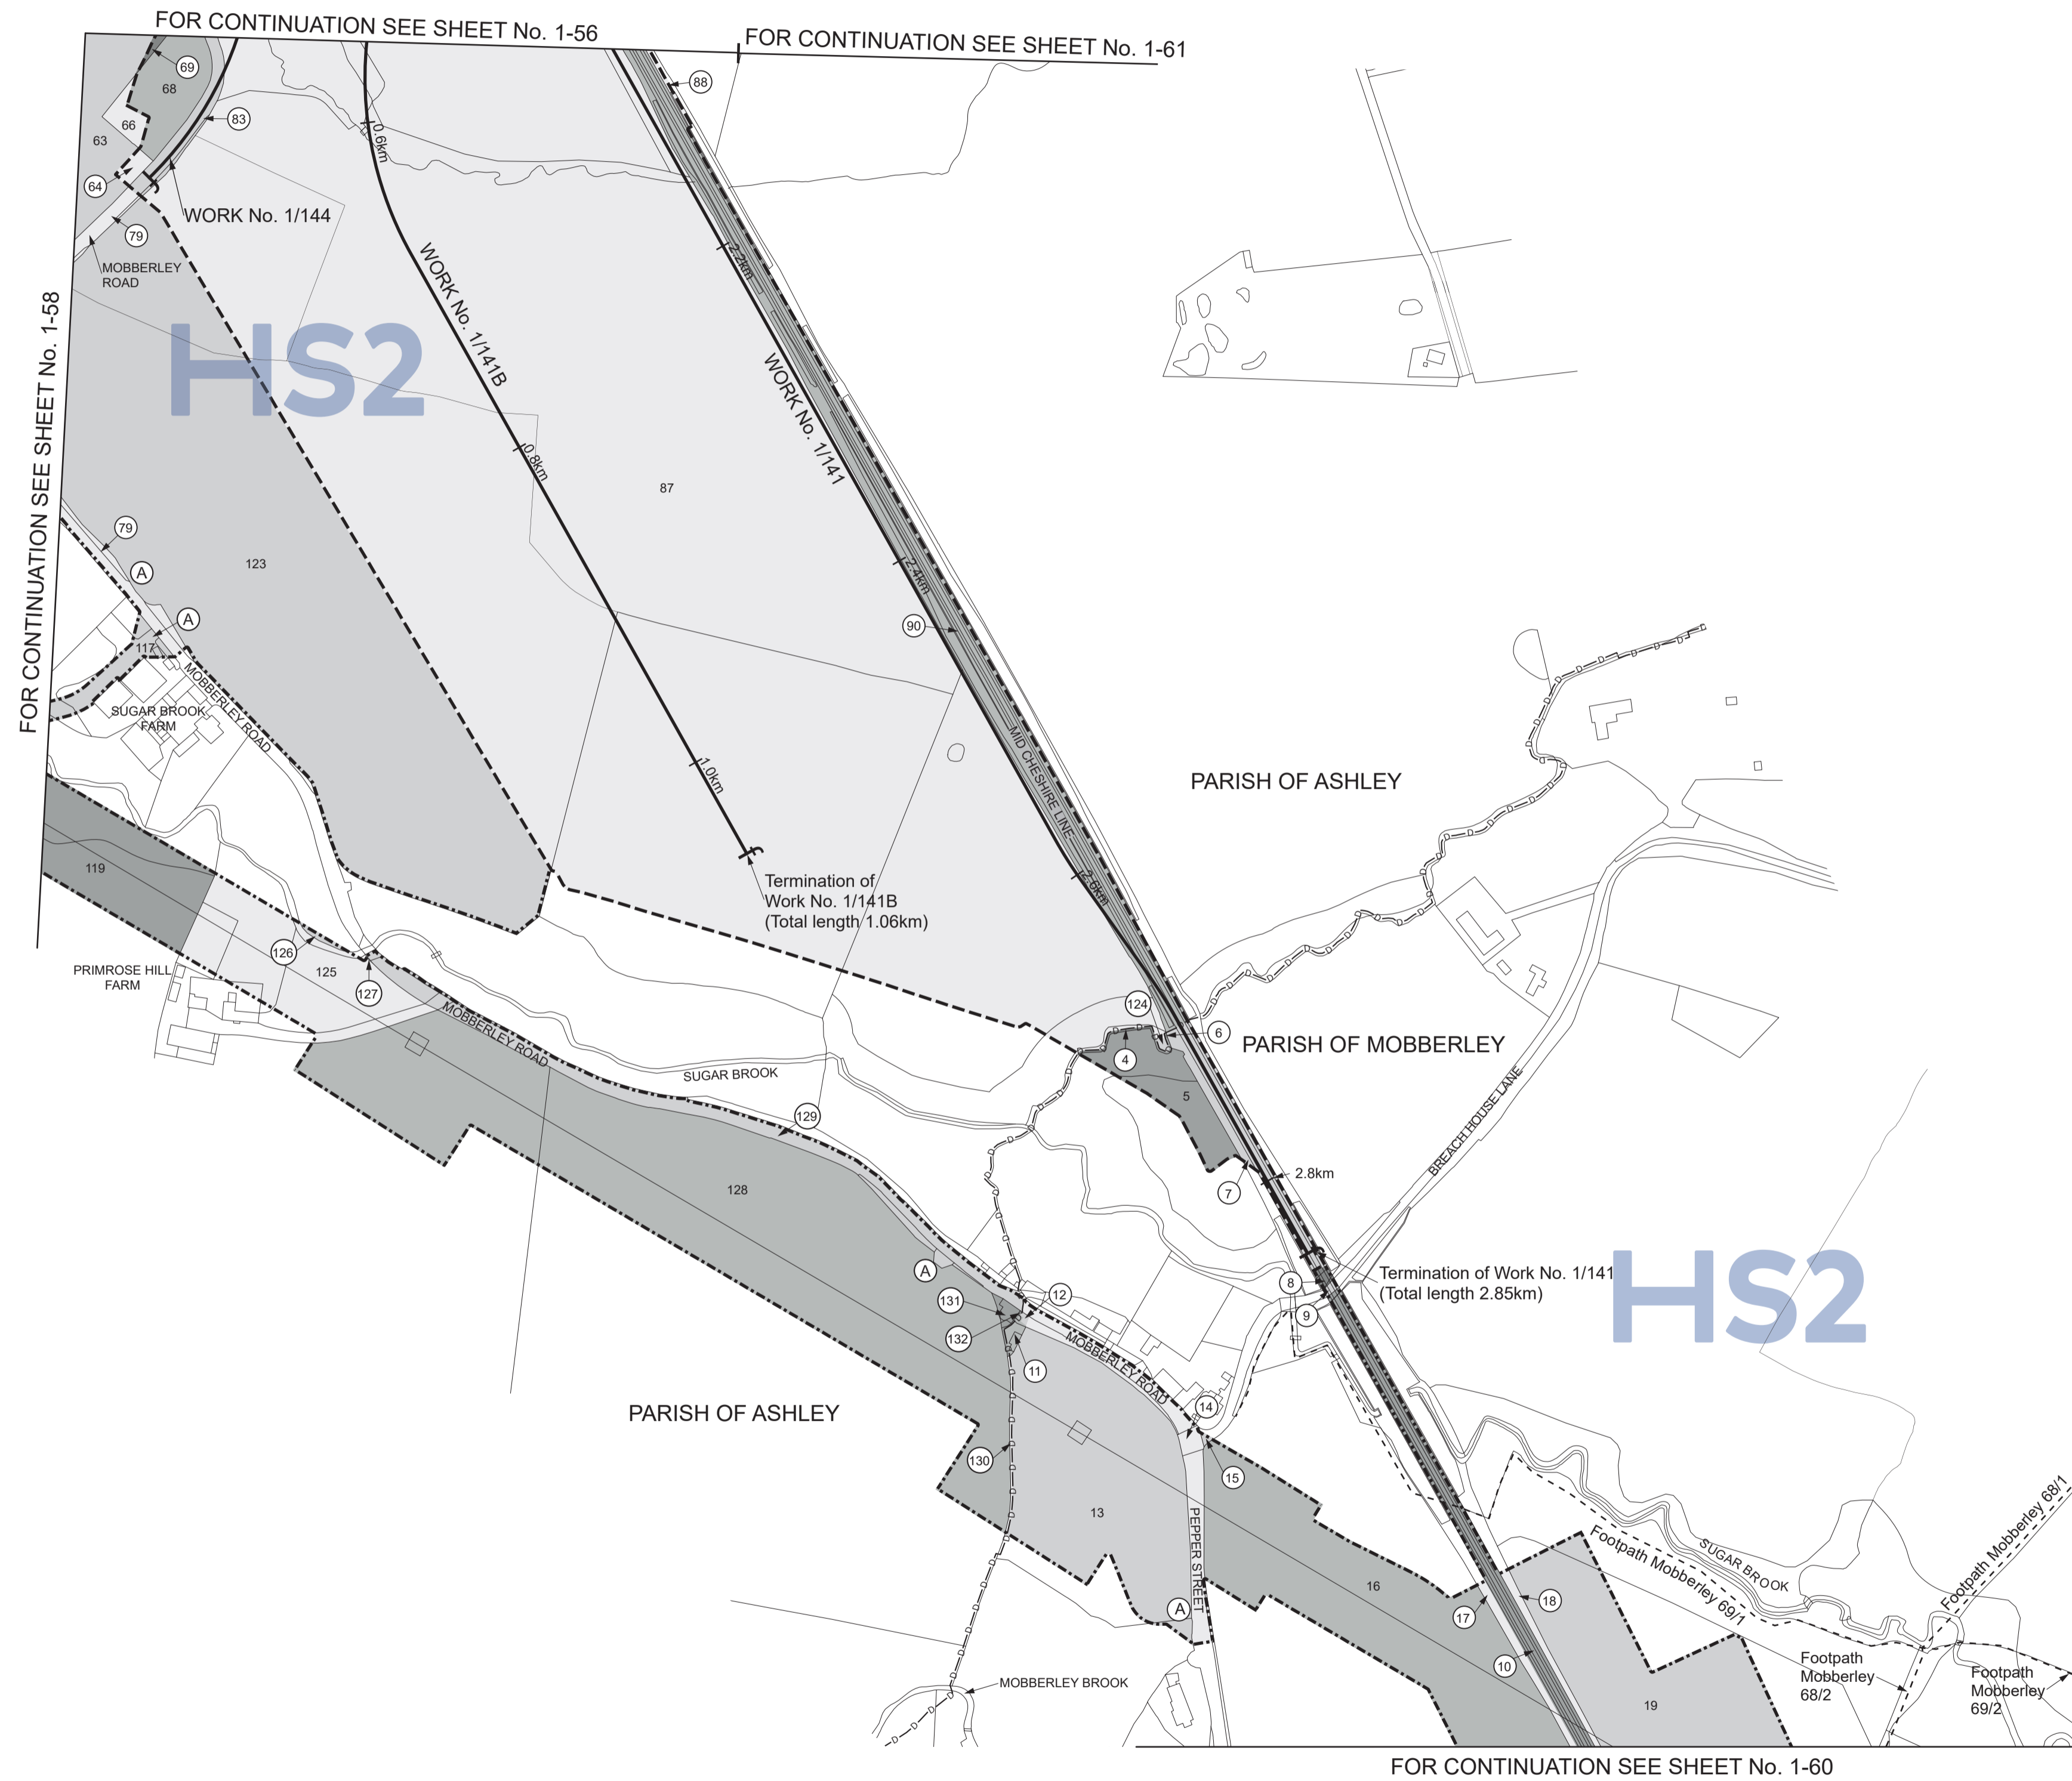 FOR CONTINUATION SEE SHEET No. 1-56
FOR CONTINUATION SEE SHEET No. 1-61
69
68
88
66
83
63
0.6km
64
WORK No. 1/144
79
MOBBERLEY
ROAD
2.2km
WORK No. 1/141B
FOR CONTINUATION SEE SHEET No. 1-58
HS2
WORK No. 1/141
0.8km
87
79
123
A
2.4km
A
90
117
MOBBERLEY ROAD
SUGAR BROOK
FARM
MID CHESHIRE LINE
1.0km
PARISH OF ASHLEY
119
Termination of
Work No. 1/141B
(Total length 1.06km)
2.6km
126
125
PRIMROSE HILL
FARM
127
124
MOBBERLEY ROAD
6
PARISH OF MOBBERLEY
4
SUGAR BROOK
5
129
BREACH HOUSE LANE
128
7
2.8km
A
8
Termination of Work No. 1/141
(Total length 2.85km)
HS2
131
12
9
132
11
MOBBERLEY ROAD
PARISH OF ASHLEY
14
130
15
13
PEPPER STREET
Footpath Mobberley 68/1
Footpath Mobberley 69/1
SUGAR BROOK
16
A
17
18
10
Footpath
Mobberley
68/2
Footpath
Mobberley
69/2
MOBBERLEY BROOK
19
FOR CONTINUATION SEE SHEET No. 1-60